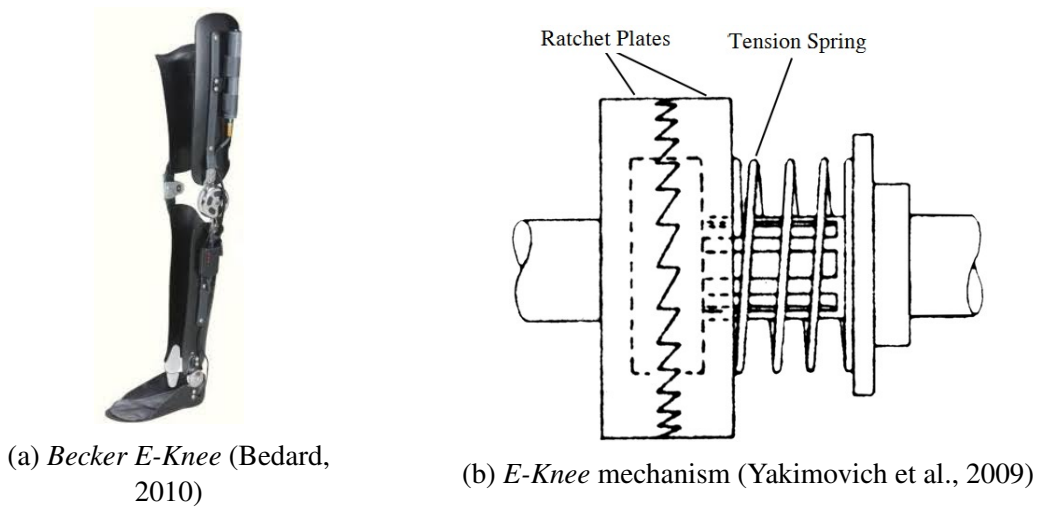 Ratchet Plates
Tension Spring
(a) Becker E-Knee (Bedard,
2010)
(b) E-Knee mechanism (Yakimovich et al., 2009)